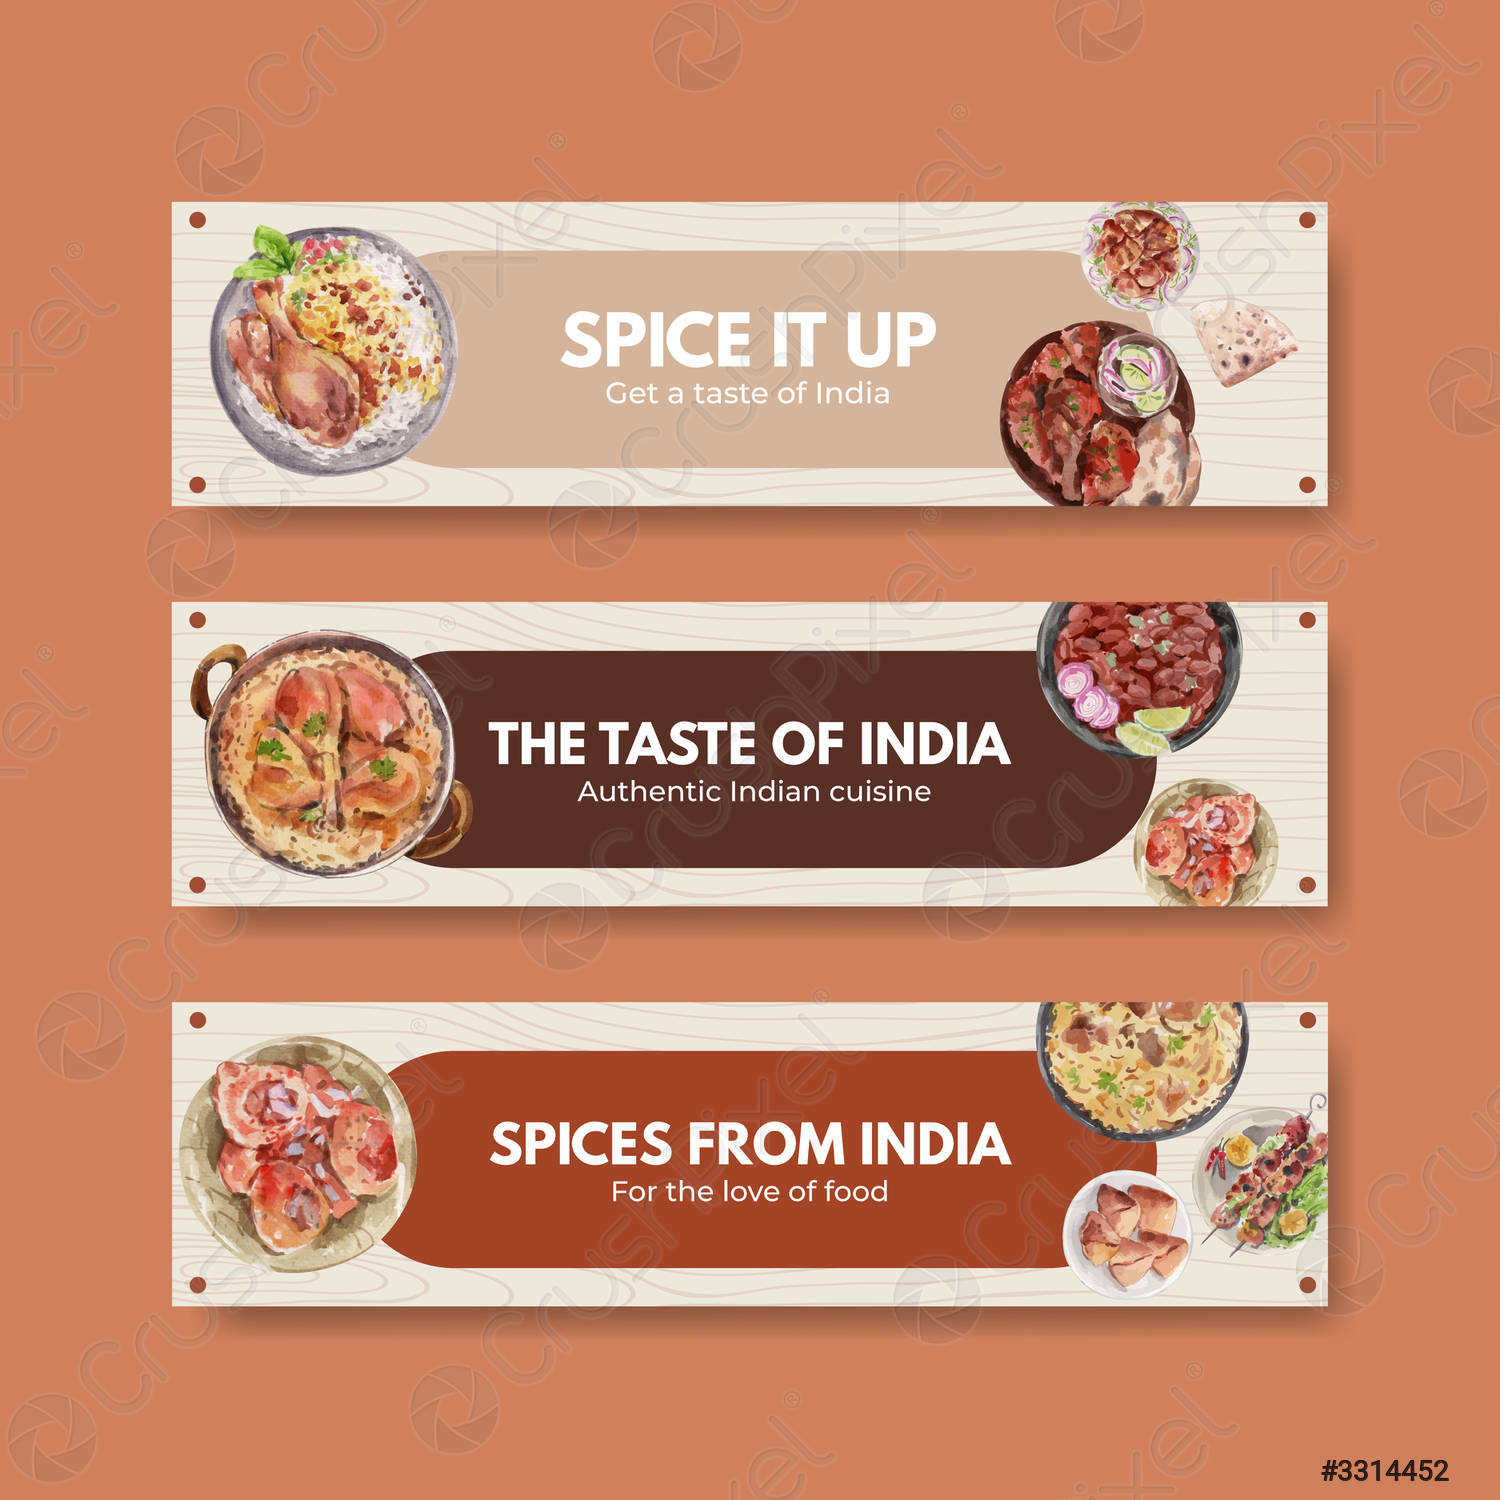 SPICE IT UP
Get a taste of India
THE TASTE OF INDIA
Authentic Indian cuisine
SPICES FROM INDIA
For the love of food
CrushPixel
#3314452